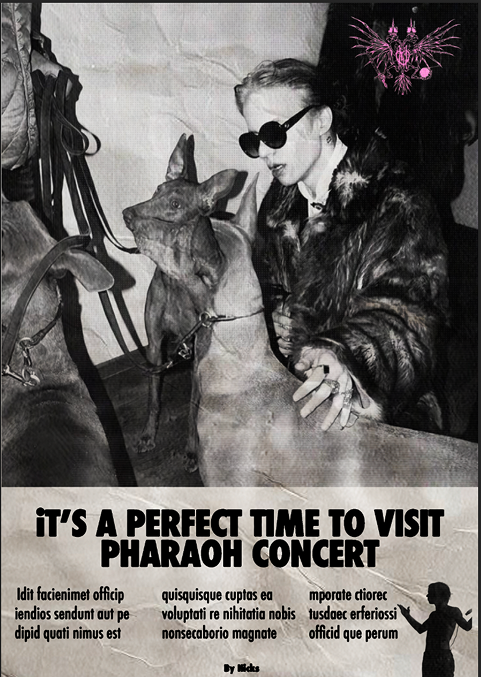 iT'S A PERFECT TIME TO VISIT
PHARAOH CONCERT
Idit facienimet officip
iendios sendunt aut pe
dipid quati nimus est
quisquisque cuptas ea
voluptati re nihitatia nobis
nonsecaborio magnate
mporate ctiorec
tusdaec erferiossi
officid que perum
By Nicks